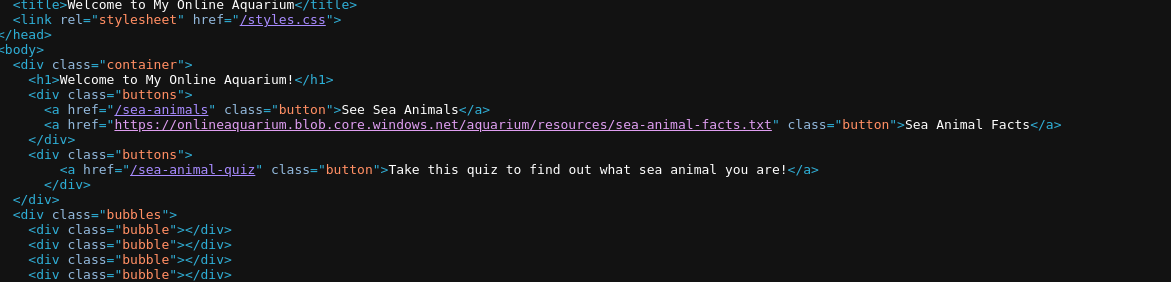 <title>Welcome to My Online Aquarium</title>
<link rel="stylesheet" href="/styles.css">
</head>
<body>
<div class="container">
<h1>Welcome to My Online Aquarium!</h1>
<div class="buttons">
<a href="/sea-animals" class="button">See Sea Animals</a>
<a href="https://onlineaquarium.blob.core.windows.net/aquarium/resources/sea-animal-facts.txt" class="button">Sea Animal Facts</a>
</div>
<div class="buttons">
<a href="/sea-animal-quiz" class="button">Take this quiz to find out what sea animal you are!</a>
</div>
</div>
<div class="bubbles">
<div class="bubble"></div>
<div class="bubble"></div>
<div class="bubble"></div>
<div class="bubble"></div>